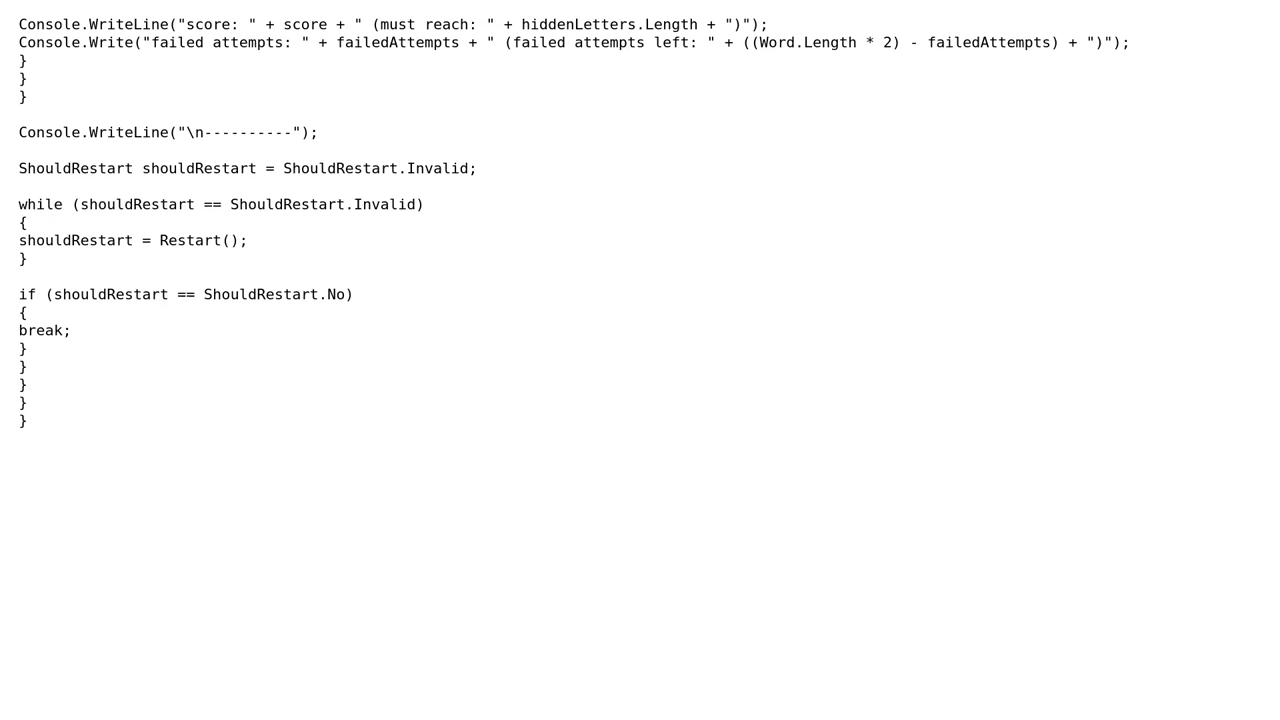 Console.WriteLine("score: " + score + " (must reach: " + hiddenLetters.Length + ")");
Console.Write("failed attempts: " + failedAttempts + " (failed attempts left: " + ((Word.Length * 2) - failedAttempts) + ")");
}
}
}

Console.WriteLine("\n----------");

ShouldRestart shouldRestart = ShouldRestart.Invalid;

while (shouldRestart == ShouldRestart.Invalid)
{
shouldRestart = Restart();
}

if (shouldRestart == ShouldRestart.No)
{
break;
}
}
}
}
}